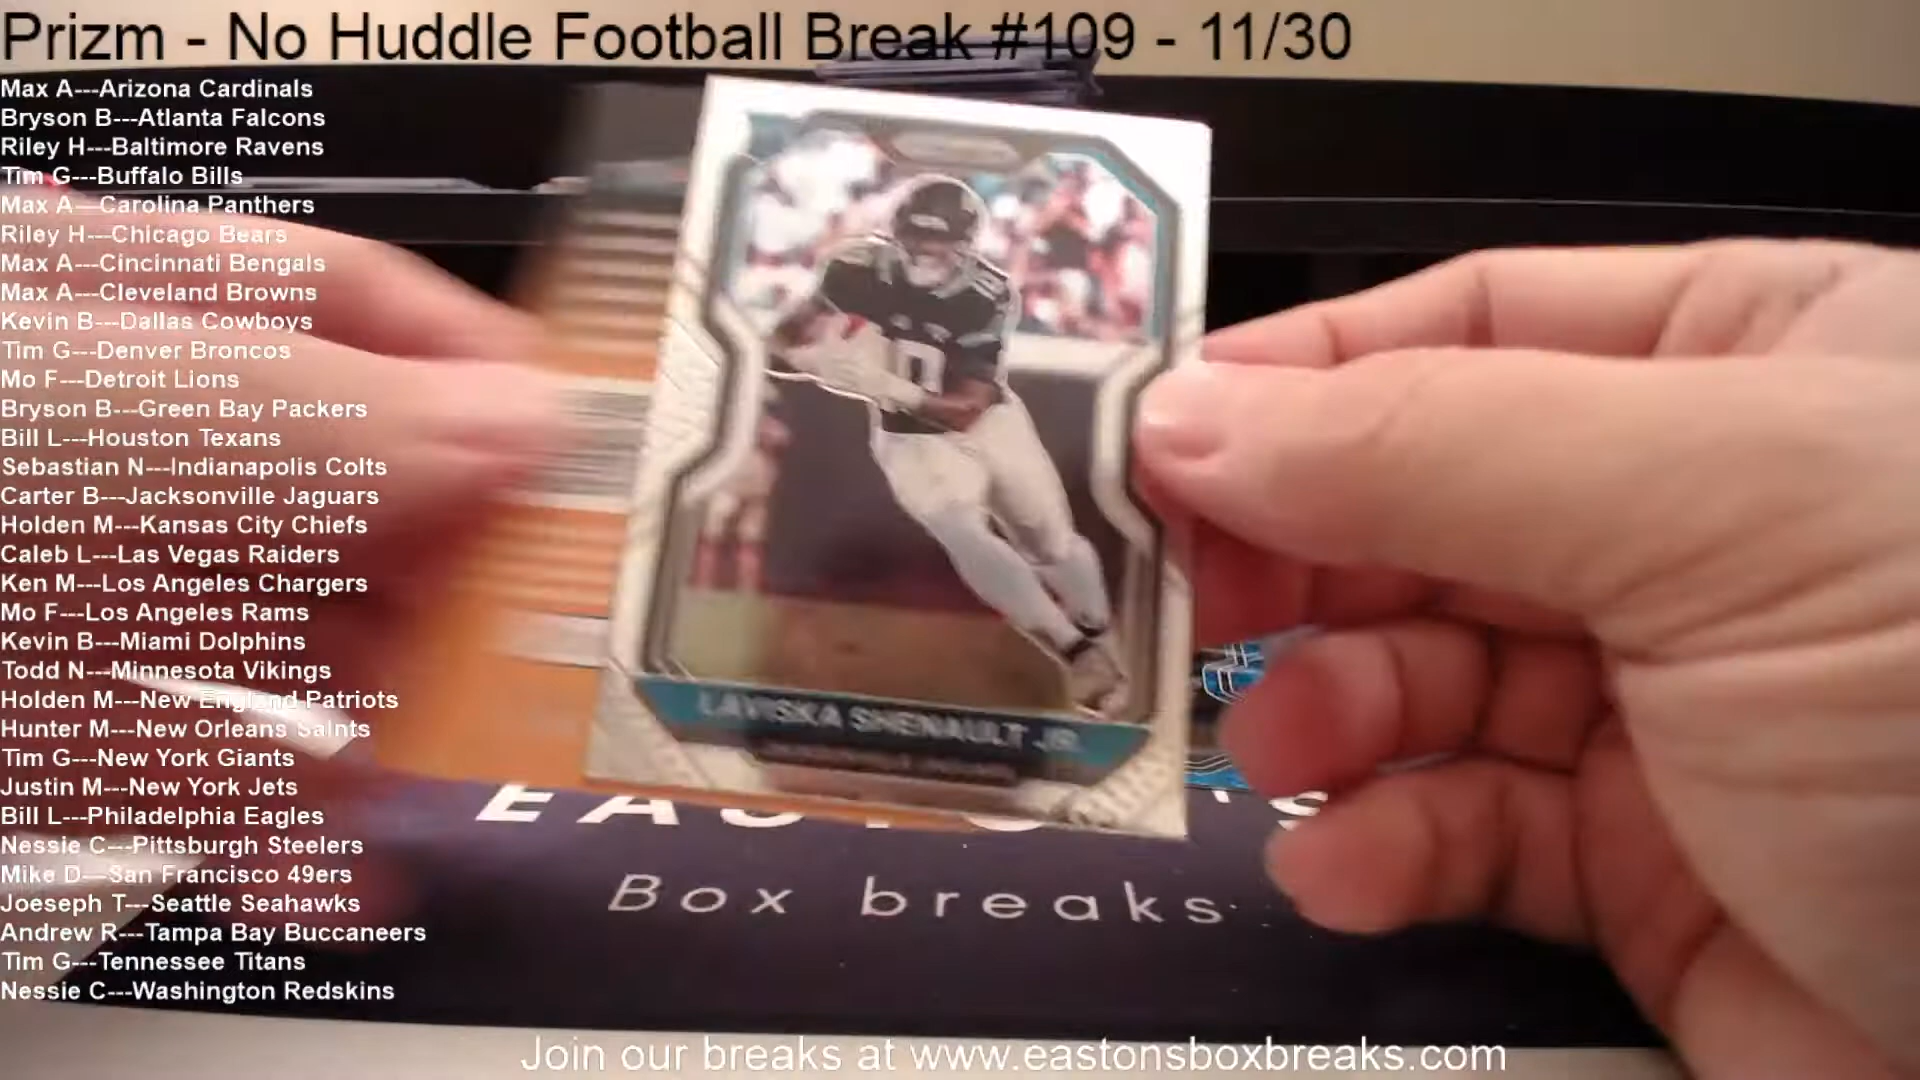 Prizm - No Huddle Football Break #109 - 11/30
Max A---Arizona Cardinals
Bryson B---Atlanta Falcons
Riley H---Baltimore Ravens
Tim G---Buffalo Bills
Max A---Carolina Panthers
Riley H---Chicago Bears
Max A---Cincinnati Bengals
Max A---Cleveland Browns
Kevin B---Dallas Cowboys
Tim G---Denver Broncos
Mo F---Detroit Lions
Bryson B---Green Bay Packers
Bill L---Houston Texans
Sebastian N---Indianapolis Colts
Carter B---Jacksonville Jaguars
Holden M---Kansas City Chiefs
Caleb L---Las Vegas Raiders
Ken M---Los Angeles Chargers
Mo F---Los Angeles Rams
Kevin B---Miami Dolphins
Todd N---Minnesota Vikings
Holden M---New England Patriots
Hunter M---New Orleans Saints
Tim G---New York Giants
Justin M---New York Jets
Bill L---Philadelphia Eagles
Nessie C---Pittsburgh Steelers
Mike D---San Francisco 49ers
Joeseph T---Seattle Seahawks
Andrew R---Tampa Bay Buccaneers
Tim G---Tennessee Titans
Nessie C---Washington Redskins
LAVISKA SHENAULT JR.
Box breaks
Join our breaks at www.eastonsboxbreaks.com